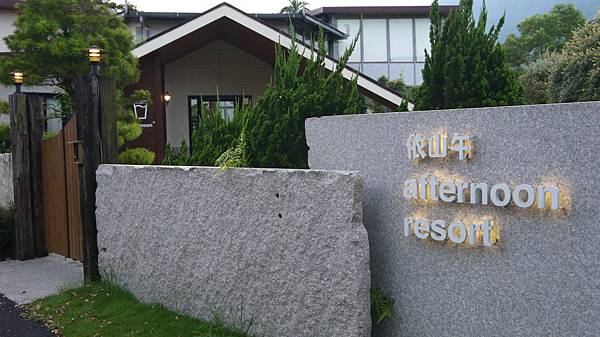 依山午
afternoon
resort